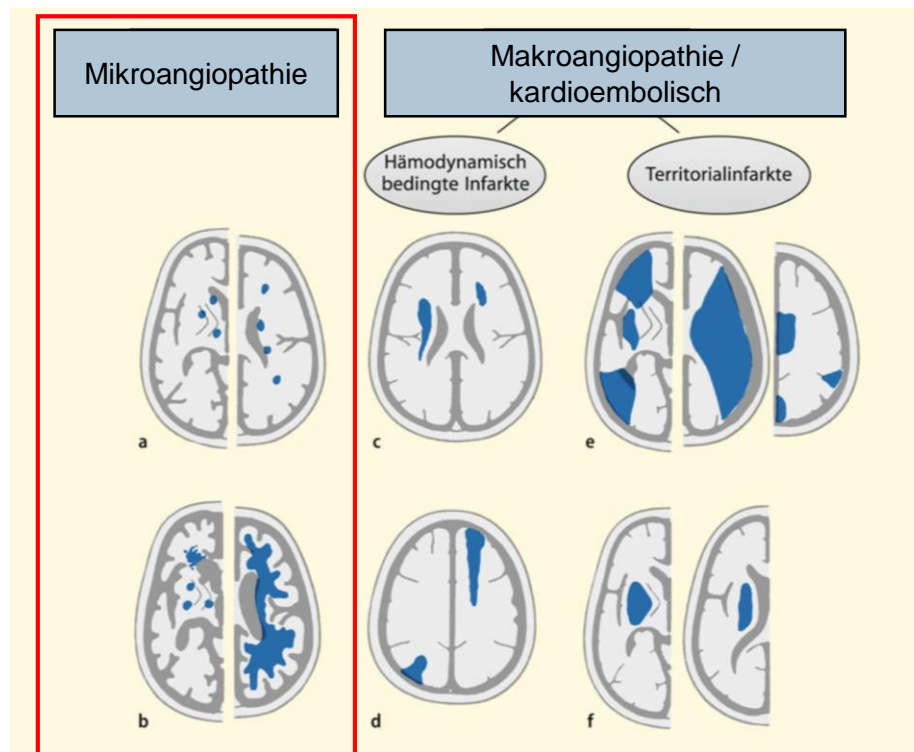 Mikroangiopathie
Makroangiopathie /
kardioembolisch
Hämodynamisch
bedingte Infarkte
Territorialinfarkte
a
c
e
b
d
f